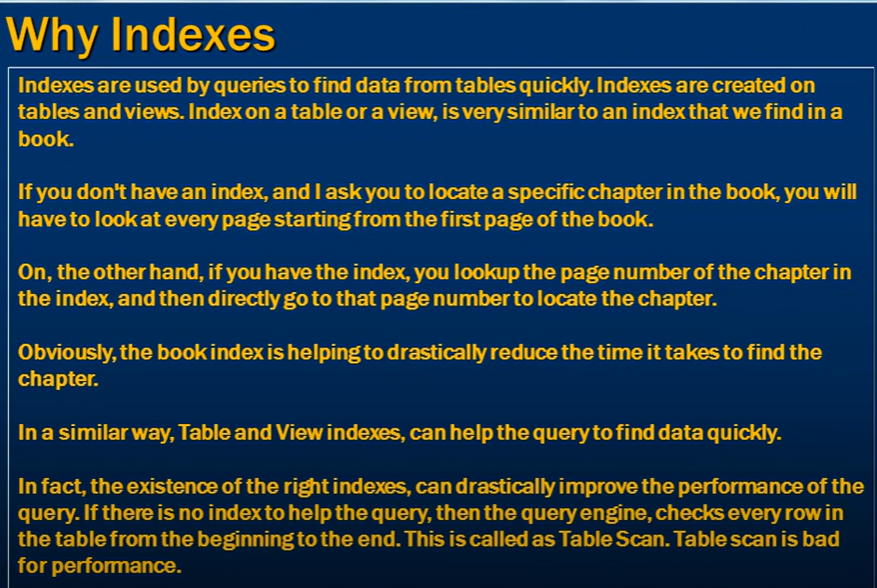 Why Indexes
Indexes are used by queries to find data from tables quickly. Indexes are created on
tables and views. Index on a table or a view, is very similar to an index that we find in a
book.
If you don't have an index, and I ask you to locate a specific chapter in the book, you will
have to look at every page starting from the first page of the book.
On, the other hand, if you have the index, you lookup the page number of the chapter in
the index, and then directly go to that page number to locate the chapter.
Obviously, the book index is helping to drastically reduce the time it takes to find the
chapter.
In a similar way, Table and View indexes, can help the query to find data quickly.
In fact, the existence of the right indexes, can drastically improve the performance of the
query. If there is no index to help the query, then the query engine, checks every row in
the table from the beginning to the end. This is called as Table Scan. Table scan is bad
for performance.